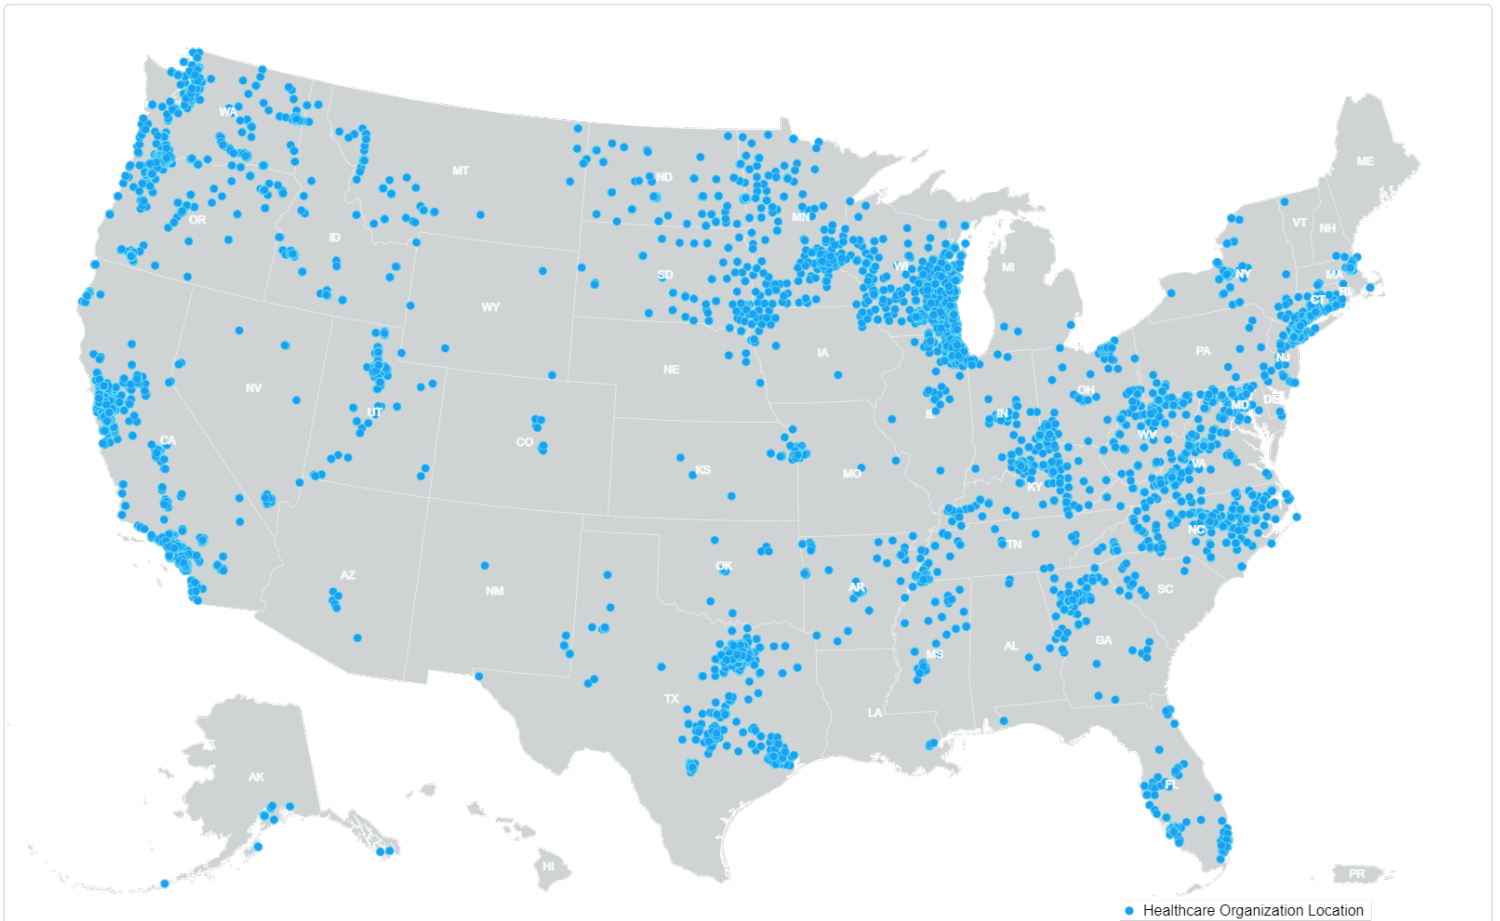 WA
ME
MT
ND
VT
NH
MN
OR
ID
MI
WI
NY
MA
SD
CT
WY
IA
PA
NJ
NE
NV
OH
IL
IN
MD
DE
UT
CA
CO
WV
KS
MO
VA
KY
NC
TN
OK
AZ
AR
NM
SC
GA
AL
MS
TX
LA
AK
FL
HI
PR
Healthcare Organization Location